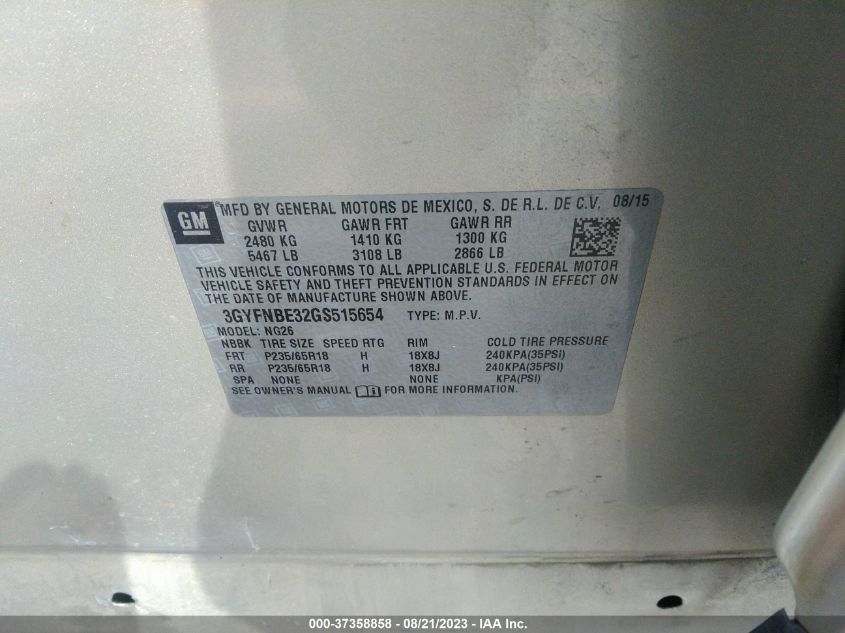 GM
MFD BY GENERAL MOTORS DE MEXICO, S. DE R.L. DE C.V. 08/15
GVWR GAWR FRT GAWR RR
2480 KG 1410 KG 1300 KG
5467 LB 3108 LB 2866 LB
THIS VEHICLE CONFORMS TO ALL APPLICABLE U.S. FEDERAL MOTOR
VEHICLE SAFETY AND THEFT PREVENTION STANDARDS IN EFFECT ON
THE DATE OF MANUFACTURE SHOWN ABOVE.
3GYFNBE32GS515654 TYPE: M.P.V.
MODEL: NG26
NBBK TIRE SIZE SPEED RTG RIM COLD TIRE PRESSURE
FRT P235/65R18 H 18X8J 240KPA(35PSI)
RR P235/65R18 H 18X8J 240KPA(35PSI)
SPA NONE NONE KPA(PSI)
SEE OWNER'S MANUAL FOR MORE INFORMATION.
000-37358858 - 08/21/2023 - IAA Inc.